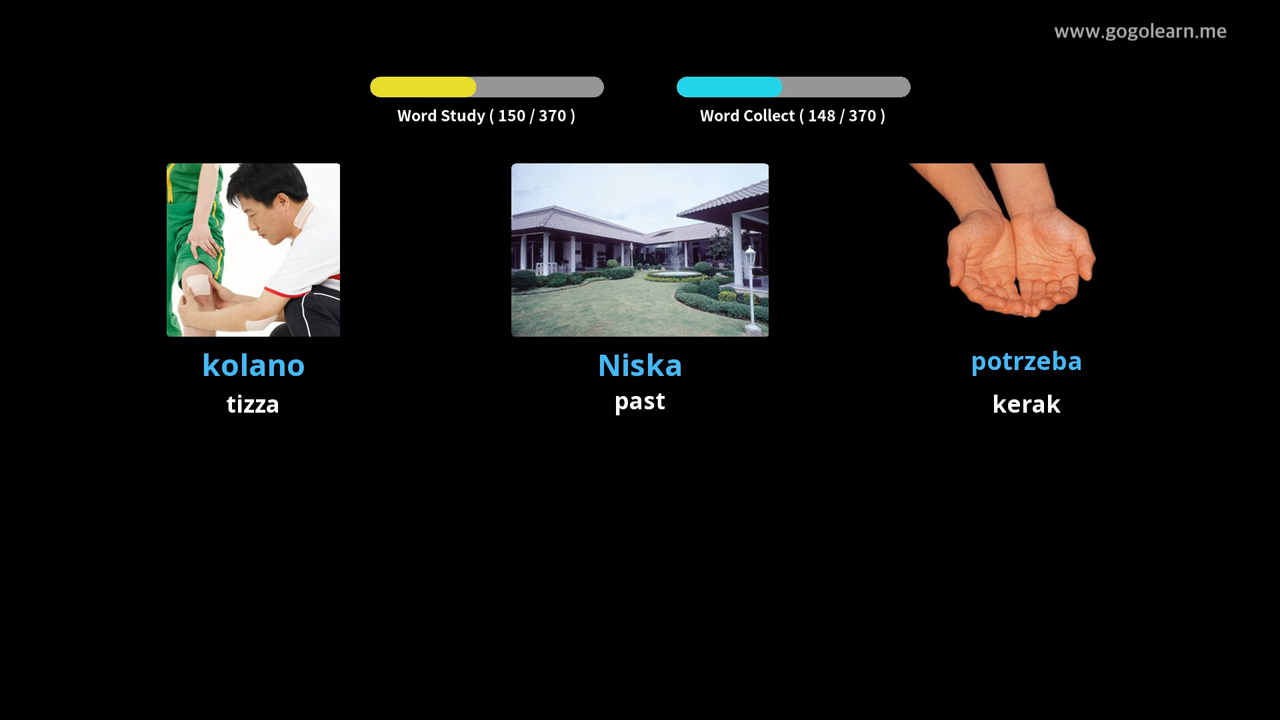 www.gogolearn.me
Word Study ( 150 / 370 )
Word Collect ( 148 / 370 )
kolano
tizza
Niska
past
potrzeba
kerak